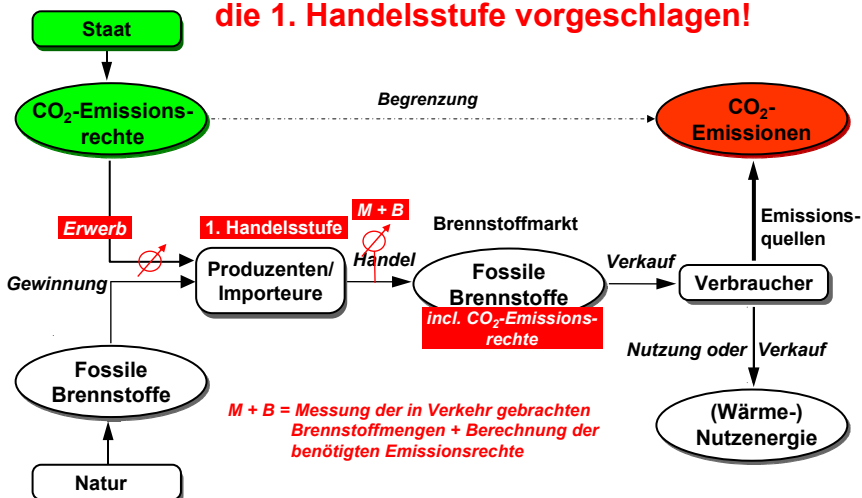 die 1. Handelsstufe vorgeschlagen!
Staat
CO₂-Emissions-
rechte
Begrenzung
CO₂-
Emissionen
Erwerb
1. Handelsstufe
M + B
Brennstoffmarkt
Emissions-
quellen
Gewinnung
Produzenten/
Importeure
Handel
Fossile
Brennstoffe
incl. CO₂-Emissions-
rechte
Verkauf
Verbraucher
Fossile
Brennstoffe
Nutzung oder Verkauf
M + B = Messung der in Verkehr gebrachten
Brennstoffmengen + Berechnung der
benötigten Emissionsrechte
(Wärme-)
Nutzenergie
Natur